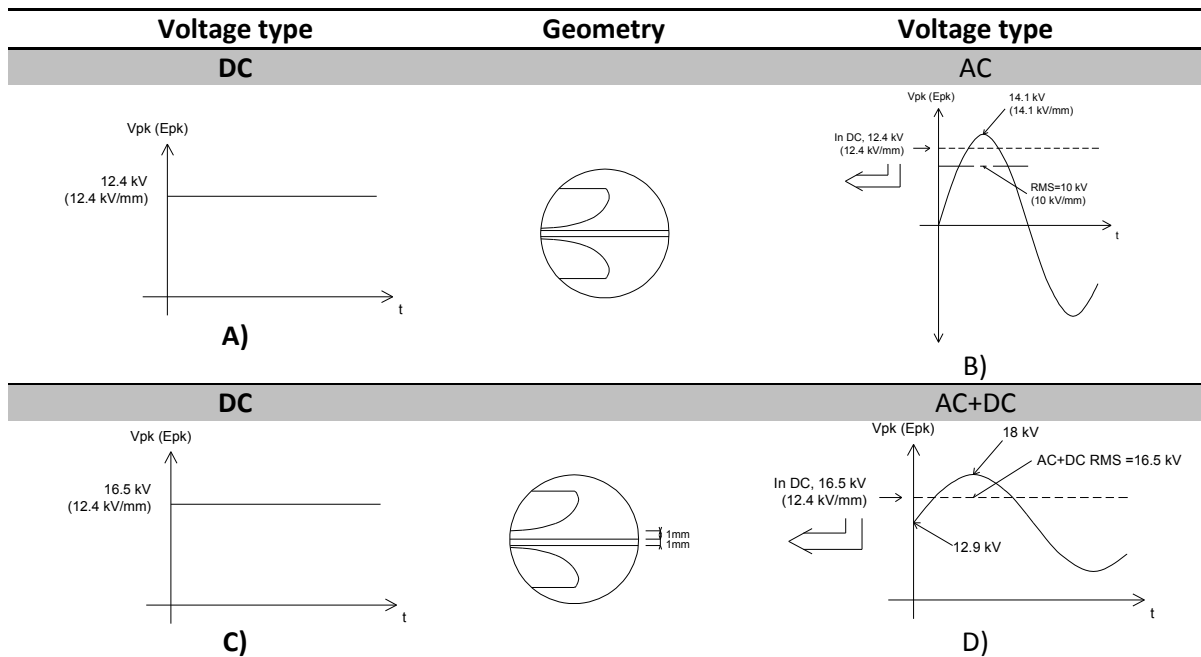 Voltage type Geometry Voltage type
DC AC
Vpk (Epk)
12.4 kV
(12.4 kV/mm)
t
A)
Vpk (Epk)
14.1 kV
(14.1 kV/mm)
In DC, 12.4 kV
(12.4 kV/mm)
RMS=10 kV
(10 kV/mm)
t
B)
DC AC+DC
Vpk (Epk)
16.5 kV
(12.4 kV/mm)
t
C)
1mm
1mm
Vpk (Epk)
18 kV
AC+DC RMS =16.5 kV
In DC, 16.5 kV
(12.4 kV/mm)
12.9 kV
t
D)